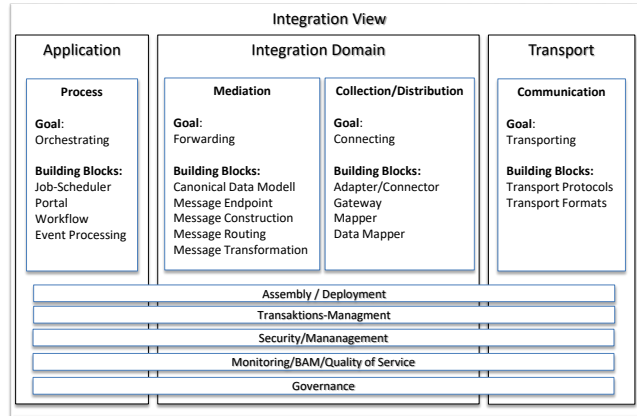 Integration View
Application
Integration Domain
Transport
Process
Goal:
Orchestrating
Building Blocks:
Job-Scheduler
Portal
Workflow
Event Processing
Mediation
Goal:
Forwarding
Building Blocks:
Canonical Data Modell
Message Endpoint
Message Construction
Message Routing
Message Transformation
Collection/Distribution
Goal:
Connecting
Building Blocks:
Adapter/Connector
Gateway
Mapper
Data Mapper
Communication
Goal:
Transporting
Building Blocks:
Transport Protocols
Transport Formats
Assembly / Deployment
Transaktions-Managment
Security/Mananagement
Monitoring/BAM/Quality of Service
Governance